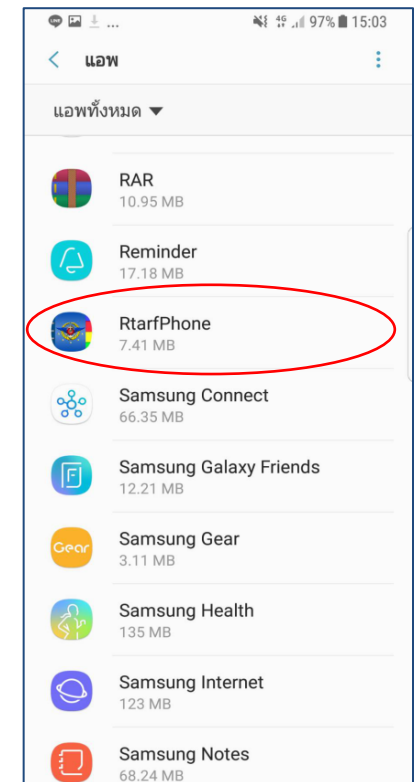 ... 4G 97% 15:03
แอพ
แอพทั้งหมด
RAR
10.95 MB
Reminder
17.18 MB
RtarfPhone
7.41 MB
Samsung Connect
66.35 MB
Samsung Galaxy Friends
12.21 MB
Gear
Samsung Gear
3.11 MB
Samsung Health
135 MB
Samsung Internet
123 MB
Samsung Notes
68.24 MB